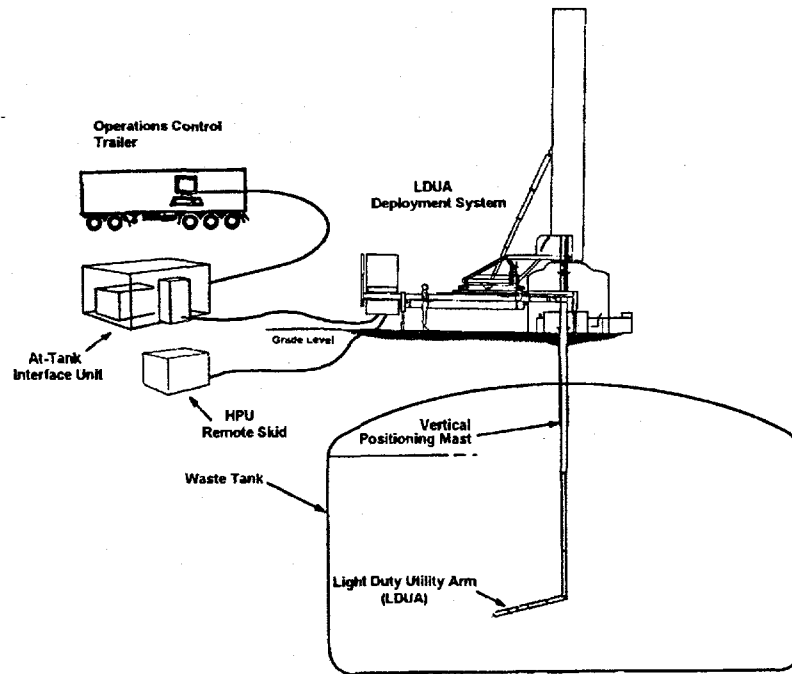 Operations Control
Trailer
LDUA
Deployment System
At-Tank
Interface Unit
Grade Level
HPU
Remote Skid
Vertical
Positioning Mast
Waste Tank
Light Duty Utility Arm
(LDUA)